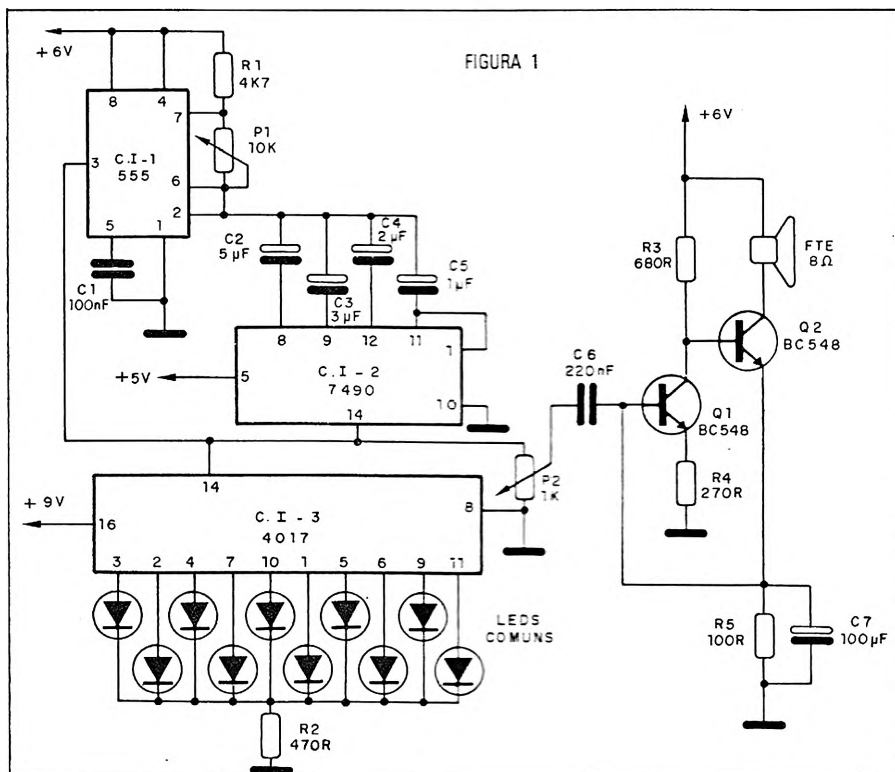 FIGURA 1
+6V
R1
4K7
8
4
7
P1
10K
C.I-1
555
3
6
2
5
1
C1
100nF
C2
5µF
C3
3µF
C4
2µF
C5
1µF
8
9
12
11
1
+5V
5
C.I-2
7490
10
14
+6V
R3
680R
FTE
8Ω
Q2
BC548
C6
220nF
Q1
BC548
R4
270R
P2
1K
14
8
+9V
16
C.I-3
4017
3
2
4
7
10
1
5
6
9
11
LEDS
COMUNS
R2
470R
R5
100R
C7
100µF